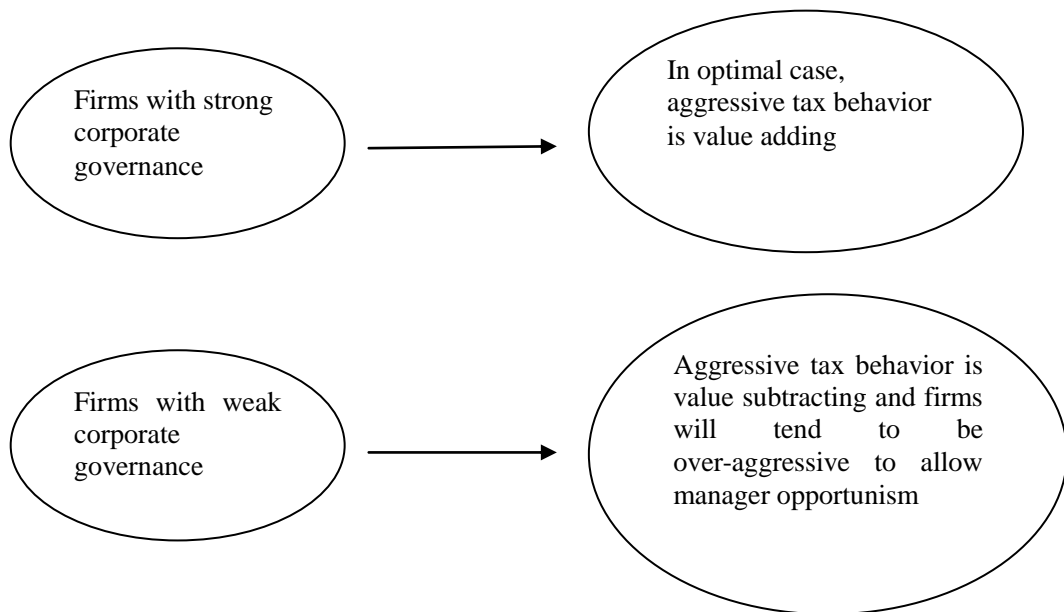 Firms with strong
corporate
governance
In optimal case,
aggressive tax behavior
is value adding
Firms with weak
corporate
governance
Aggressive tax behavior is
value subtracting and firms
will tend to be
over-aggressive to allow
manager opportunism